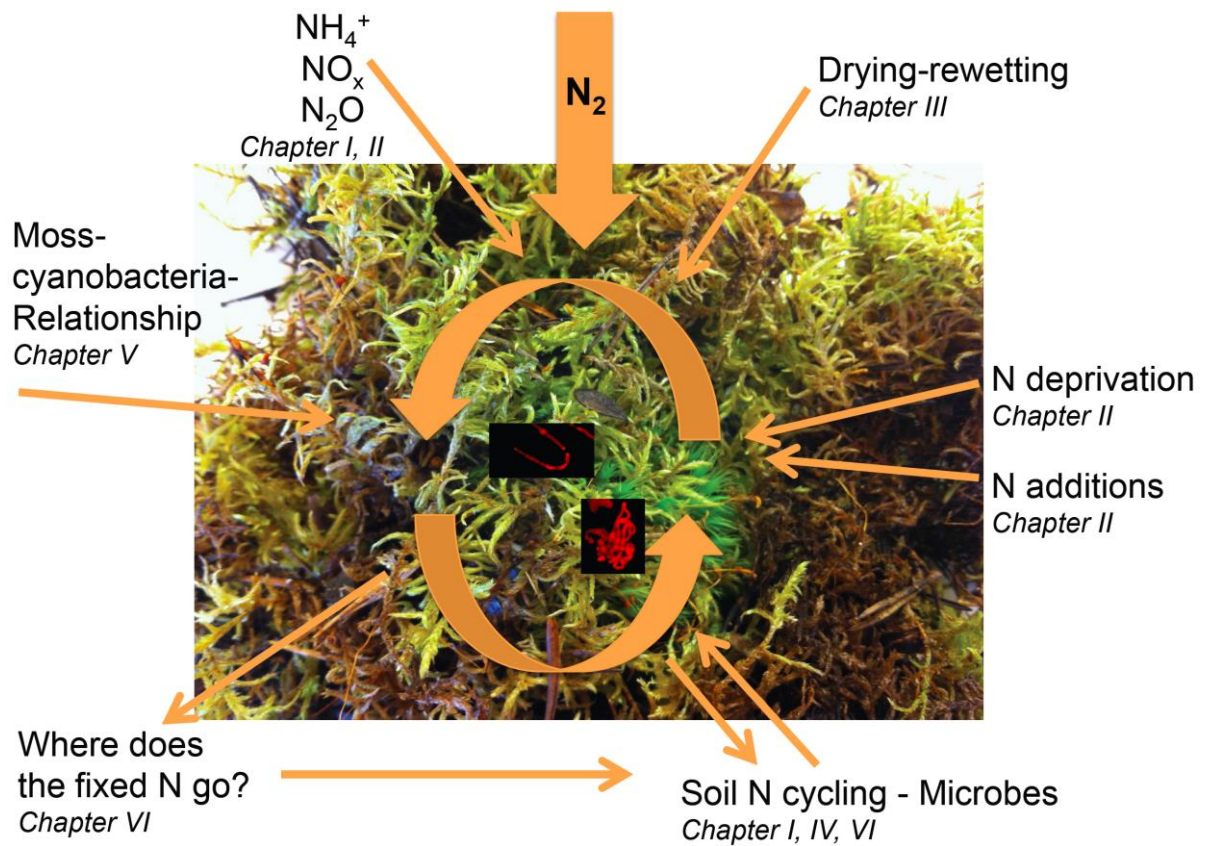 NH₄⁺
NOₓ
N₂O
Chapter I, II
N₂
Drying-rewetting
Chapter III
Moss-
cyanobacteria-
Relationship
Chapter V
N deprivation
Chapter II
N additions
Chapter II
Where does
the fixed N go?
Chapter VI
Soil N cycling - Microbes
Chapter I, IV, VI